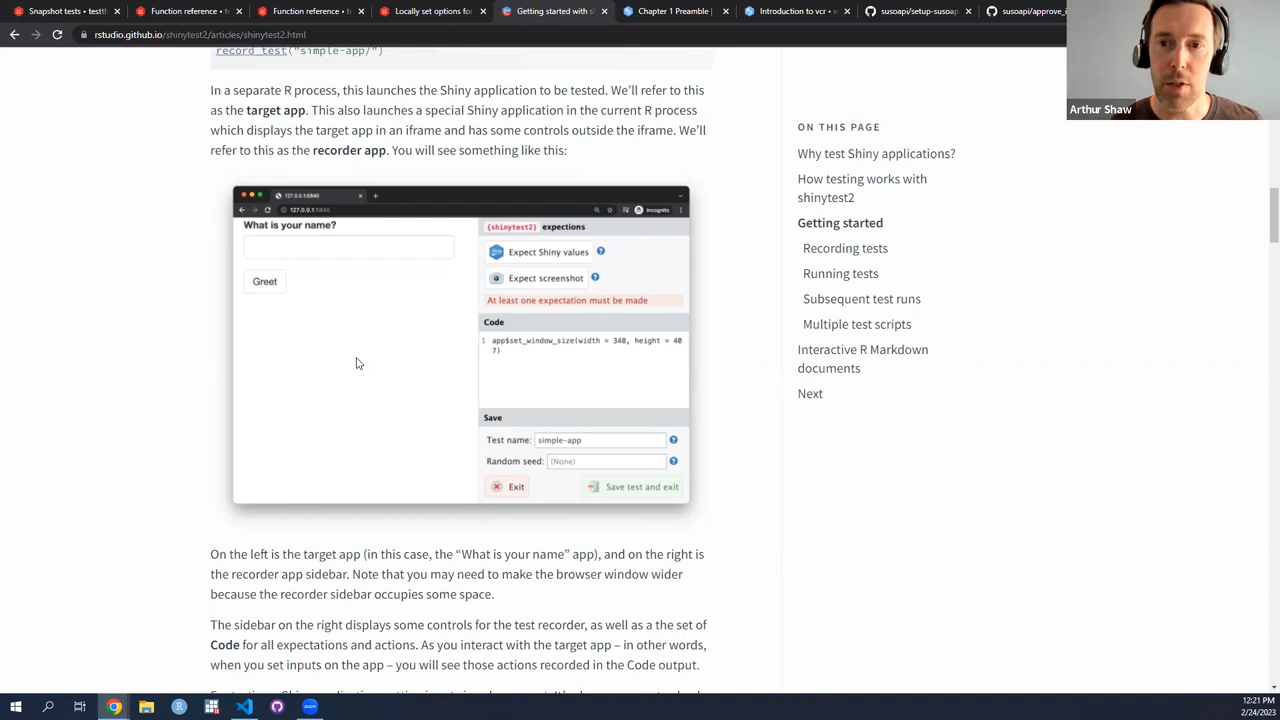 Snapshot tests • testth
Function reference • t
Function reference • t
Locally set options for
Getting started with s
Chapter 1 Preamble
Introduction to vcr • v
susoapi/setup-susoap
susoapi/approve_i
rstudio.github.io/shinytest2/articles/shinytest2.html
Arthur Shaw
record_test("simple-app/")
In a separate R process, this launches the Shiny application to be tested. We’ll refer to this
as the target app. This also launches a special Shiny application in the current R process
which displays the target app in an iframe and has some controls outside the iframe. We’ll
refer to this as the recorder app. You will see something like this:
127.0.0.1:5840
127.0.0.1:5840
Incognito
What is your name?
Greet
{shinytest2} expections
Expect Shiny values
Expect screenshot
At least one expectation must be made
Code
1 app$set_window_size(width = 348, height = 40
7)
Save
Test name: simple-app
Random seed: (None)
Exit
Save test and exit
On the left is the target app (in this case, the “What is your name” app), and on the right is
the recorder app sidebar. Note that you may need to make the browser window wider
because the recorder sidebar occupies some space.
The sidebar on the right displays some controls for the test recorder, as well as a the set of
Code for all expectations and actions. As you interact with the target app – in other words,
when you set inputs on the app – you will see those actions recorded in the Code output.
ON THIS PAGE
Why test Shiny applications?
How testing works with
shinytest2
Getting started
Recording tests
Running tests
Subsequent test runs
Multiple test scripts
Interactive R Markdown
documents
Next
12:21 PM
2/24/2023